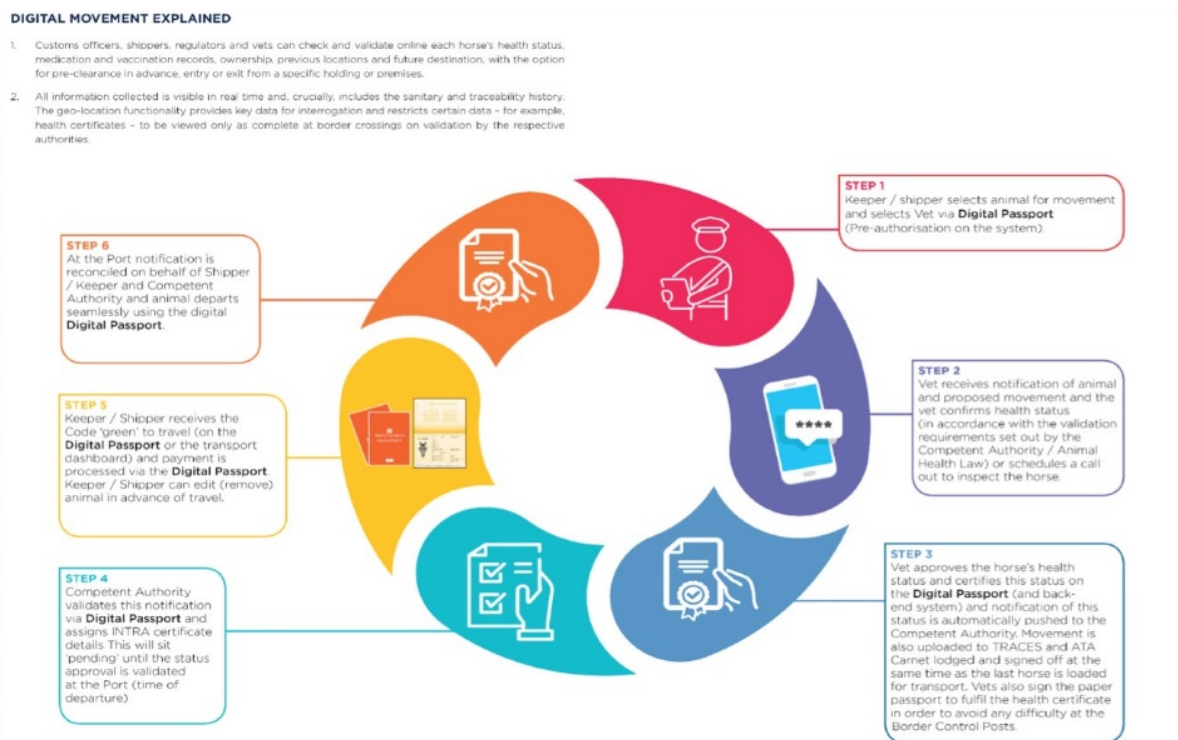 DIGITAL MOVEMENT EXPLAINED
1. Customs officers, shippers, regulators and vets can check and validate online each horse's health status,
medication and vaccination records, ownership, previous locations and future destination, with the option
for pre-clearance in advance, entry or exit from a specific holding or premises.
2. All information collected is visible in real time and, crucially, includes the sanitary and traceability history.
The geo-location functionality provides key data for interrogation and restricts certain data – for example,
health certificates – to be viewed only as complete at border crossings on validation by the respective
authorities.
STEP 1
Keeper / shipper selects animal for movement
and selects Vet via Digital Passport
(Pre-authorisation on the system).
STEP 2
Vet receives notification of animal
and proposed movement and the
vet confirms health status
(in accordance with the validation
requirements set out by the
Competent Authority / Animal
Health Law) or schedules a call
out to inspect the horse.
****
STEP 3
Vet approves the horse's health
status and certifies this status on
the Digital Passport (and back-
end system) and notification of this
status is automatically pushed to the
Competent Authority. Movement is
also uploaded to TRACES and ATA
Carnet lodged and signed off at the
same time as the last horse is loaded
for transport. Vets also sign the paper
passport to fulfil the health certificate
in order to avoid any difficulty at the
Border Control Posts.
STEP 4
Competent Authority
validates this notification
via Digital Passport and
assigns INTRA certificate
details This will sit
'pending' until the status
approval is validated
at the Port (time of
departure)
STEP 5
Keeper / Shipper receives the
Code 'green' to travel (on the
Digital Passport or the transport
dashboard) and payment is
processed via the Digital Passport
Keeper / Shipper can edit (remove)
animal in advance of travel.
STEP 6
At the Port notification is
reconciled on behalf of Shipper
/ Keeper and Competent
Authority and animal departs
seamlessly using the digital
Digital Passport.